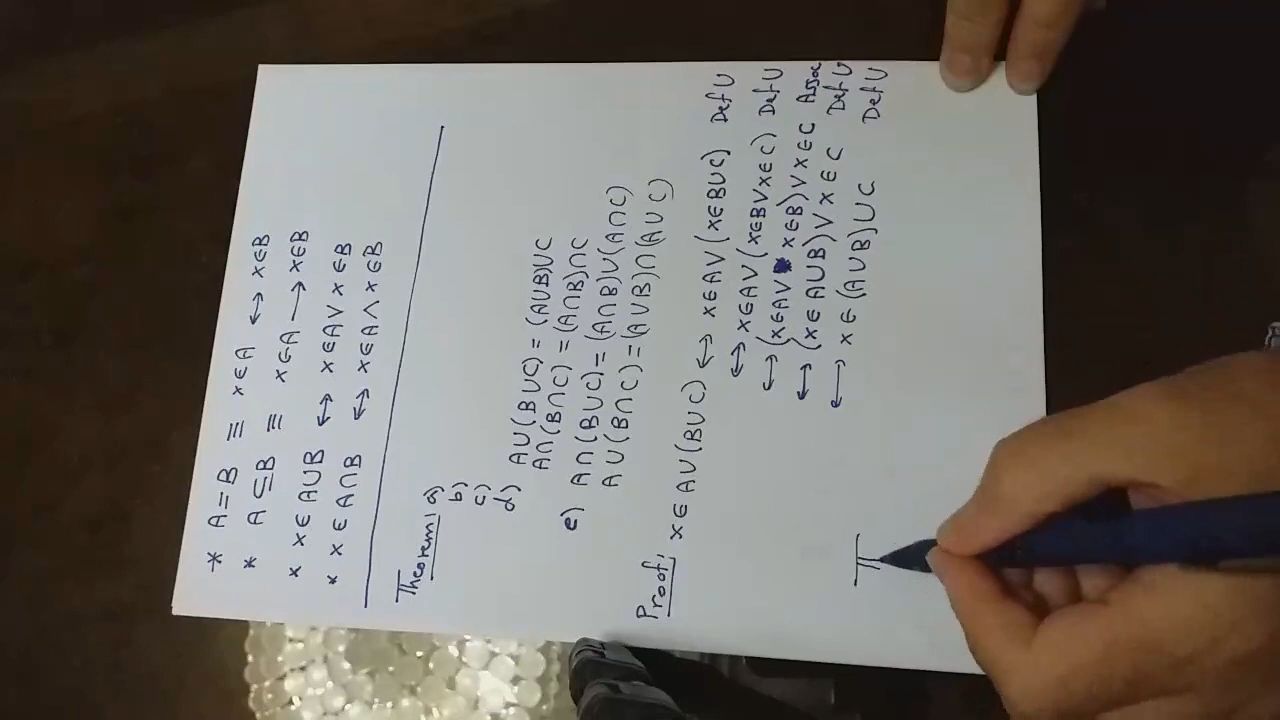 * A=B ≡ x∈A ↔ x∈B
* A⊆B ≡ x∈A → x∈B
* x∈A∪B ↔ x∈A∨x∈B
* x∈A∩B ↔ x∈A∧x∈B
Theorem: a)
b)
c)
d) A∪(B∪C)=(A∪B)∪C
A∩(B∩C)=(A∩B)∩C
e) A∩(B∪C)=(A∩B)∪(A∩C)
A∪(B∩C)=(A∪B)∩(A∪C)
Proof: x∈A∪(B∪C) ↔ x∈A∨(x∈B∪C) Def ∪
↔ x∈A∨(x∈B∨x∈C) Def ∪
↔ (x∈A∨x∈B)∨x∈C Assoc
↔ (x∈A∪B)∨x∈C Def ∪
↔ x∈(A∪B)∪C Def ∪